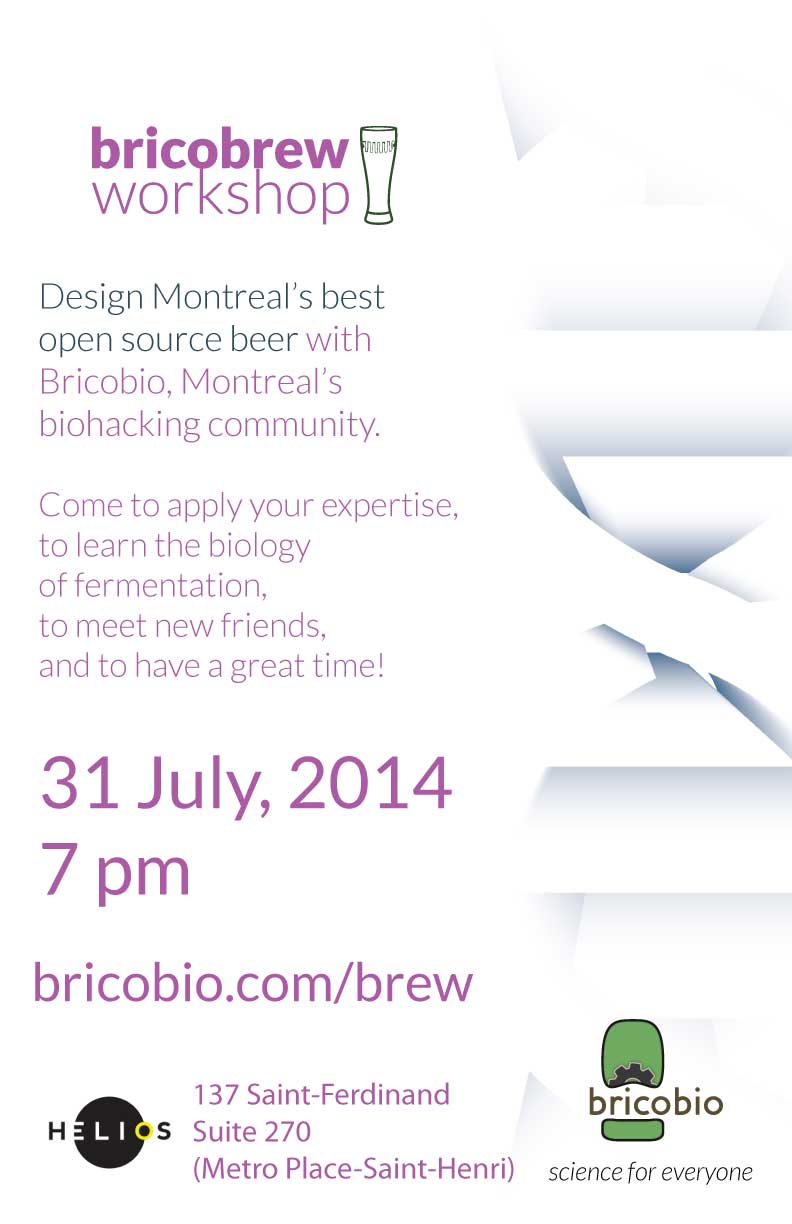 bricobrew
workshop
Design Montreal's best
open source beer with
Bricobio, Montreal's
biohacking community.
Come to apply your expertise,
to learn the biology
of fermentation,
to meet new friends,
and to have a great time!
31 July, 2014
7 pm
bricobio.com/brew
HELIOS
137 Saint-Ferdinand
Suite 270
(Metro Place-Saint-Henri)
bricobio
science for everyone